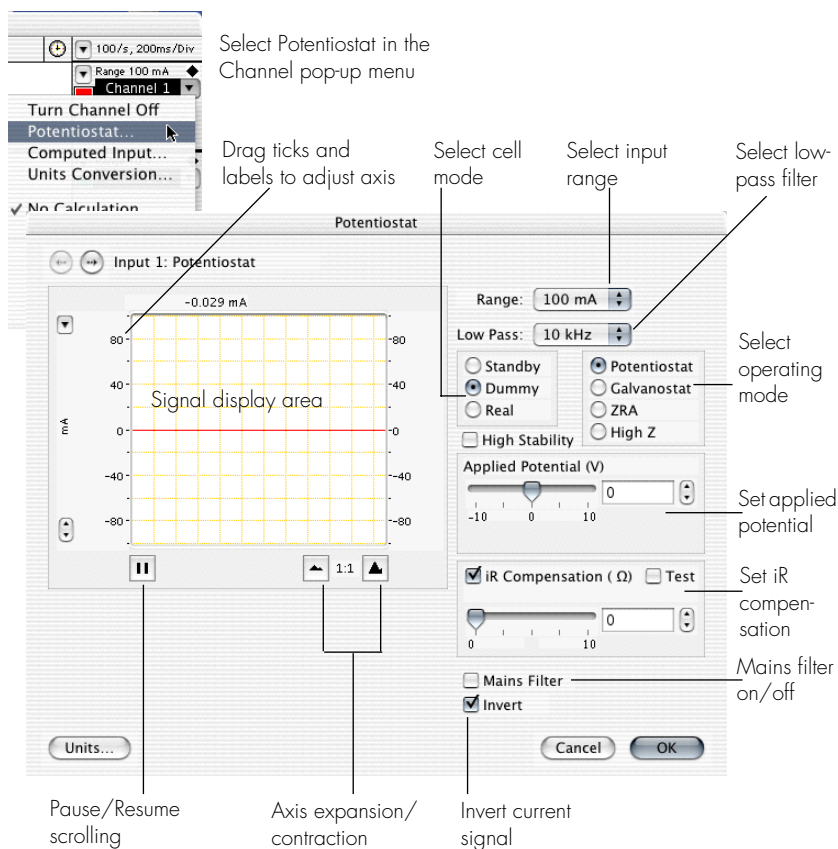 100/s, 200ms/Div
Range 100 mA
Channel 1
Turn Channel Off
Potentiostat...
Computed Input...
Units Conversion...
✓ No Calculation
Select Potentiostat in the
Channel pop-up menu
Drag ticks and
labels to adjust axis
Select cell
mode
Select input
range
Select low-
pass filter
Potentiostat
Input 1: Potentiostat
-0.029 mA
80
40
0
-40
-80
mA
80
40
0
-40
-80
Signal display area
1:1
Range: 100 mA
Low Pass: 10 kHz
Standby
Dummy
Real
Potentiostat
Galvanostat
ZRA
High Z
High Stability
Select
operating
mode
Applied Potential (V)
0
-10 0 10
Set applied
potential
iR Compensation ( Ω) Test
0
0 10
Set iR
compen-
sation
Mains Filter
Invert
Mains filter
on/off
Units...
Cancel
OK
Pause/Resume
scrolling
Axis expansion/
contraction
Invert current
signal